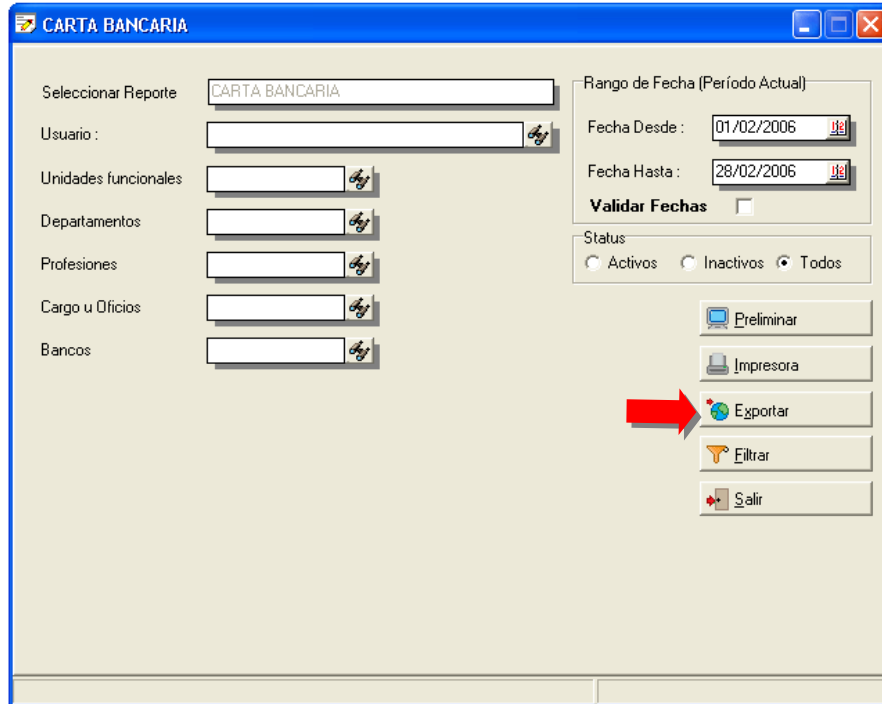 CARTA BANCARIA
Seleccionar Reporte CARTA BANCARIA
Usuario :
Unidades funcionales
Departamentos
Profesiones
Cargo u Oficios
Bancos
Rango de Fecha (Período Actual)
Fecha Desde : 01/02/2006
Fecha Hasta : 28/02/2006
Validar Fechas
Status
Activos Inactivos Todos
Preliminar
Impresora
Exportar
Filtrar
Salir